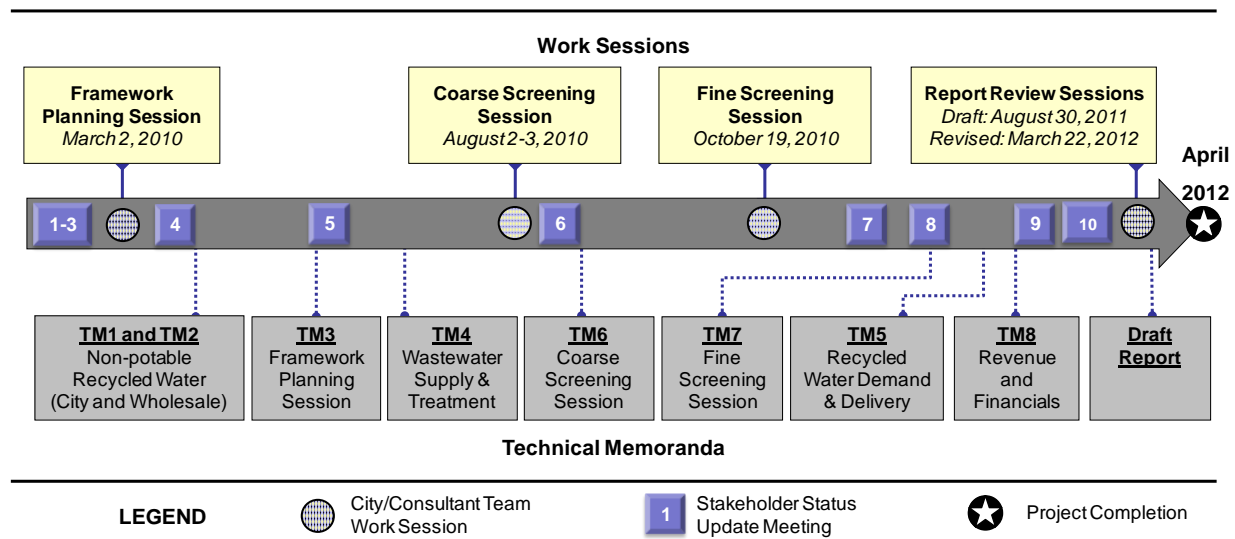 Work Sessions
Framework
Planning Session
March 2, 2010
Coarse Screening
Session
August 2-3, 2010
Fine Screening
Session
October 19, 2010
Report Review Sessions
Draft: August 30, 2011
Revised: March 22, 2012
April
2012
1-3
4
5
6
7
8
9
10
TM1 and TM2
Non-potable
Recycled Water
(City and Wholesale)
TM3
Framework
Planning
Session
TM4
Wastewater
Supply &
Treatment
TM6
Coarse
Screening
Session
TM7
Fine
Screening
Session
TM5
Recycled
Water Demand
& Delivery
TM8
Revenue
and
Financials
Draft
Report
Technical Memoranda
LEGEND
City/Consultant Team
Work Session
1
Stakeholder Status
Update Meeting
Project Completion